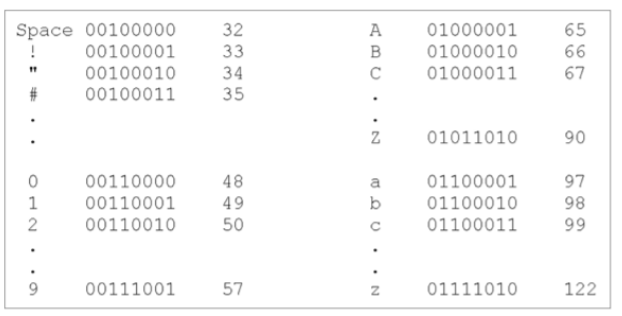 Space 00100000 32 A 01000001 65
! 00100001 33 B 01000010 66
" 00100010 34 C 01000011 67
# 00100011 35 .
. .
. Z 01011010 90
0 00110000 48 a 01100001 97
1 00110001 49 b 01100010 98
2 00110010 50 c 01100011 99
. .
. .
9 00111001 57 z 01111010 122